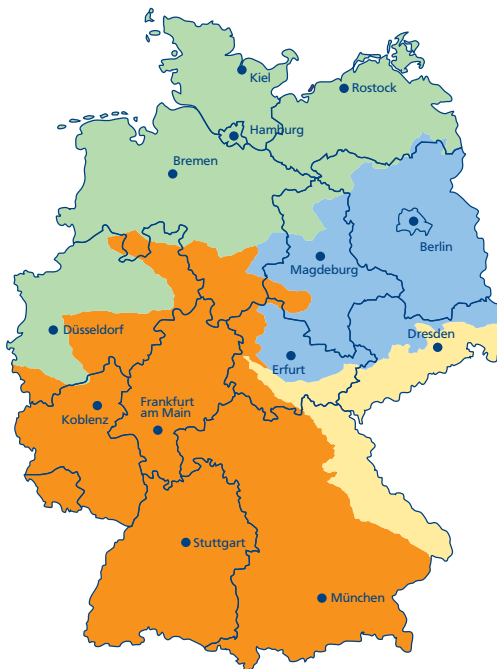 Kiel
Rostock
Hamburg
Bremen
Berlin
Magdeburg
Düsseldorf
Dresden
Erfurt
Frankfurt
am Main
Koblenz
Stuttgart
München